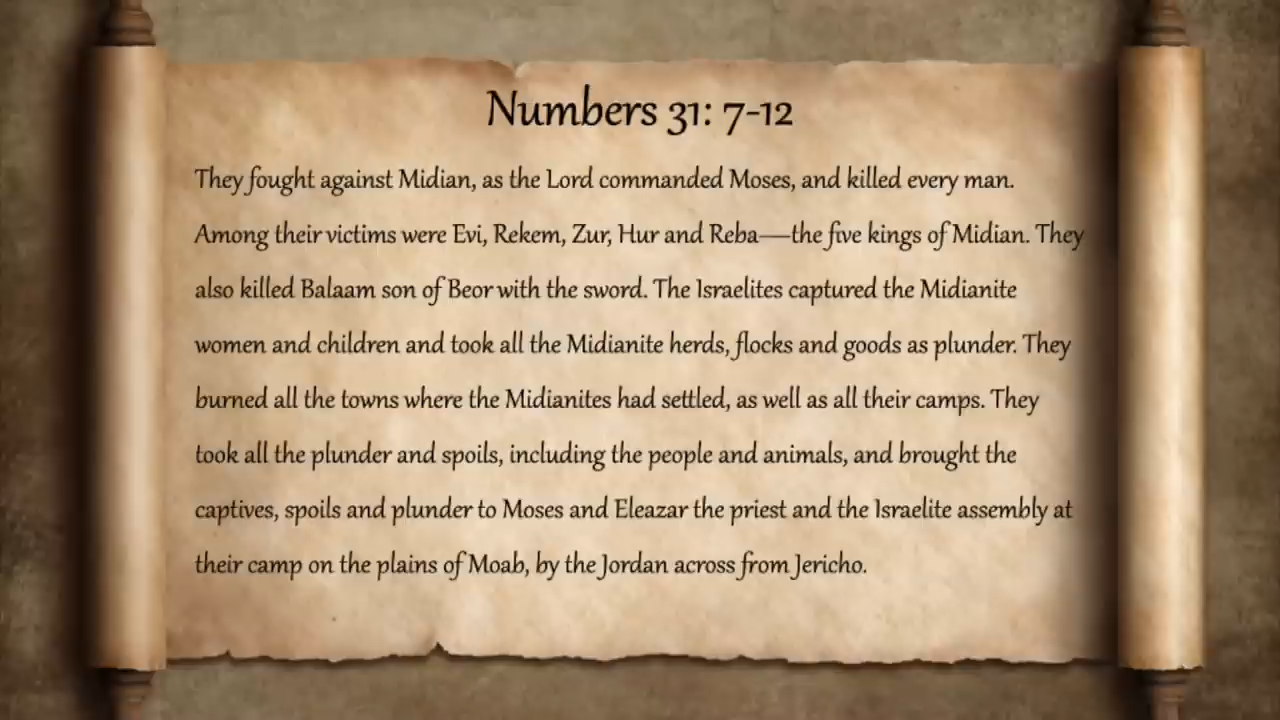 Numbers 31: 7-12
They fought against Midian, as the Lord commanded Moses, and killed every man.
Among their victims were Evi, Rekem, Zur, Hur and Reba—the five kings of Midian. They
also killed Balaam son of Beor with the sword. The Israelites captured the Midianite
women and children and took all the Midianite herds, flocks and goods as plunder. They
burned all the towns where the Midianites had settled, as well as all their camps. They
took all the plunder and spoils, including the people and animals, and brought the
captives, spoils and plunder to Moses and Eleazar the priest and the Israelite assembly at
their camp on the plains of Moab, by the Jordan across from Jericho.